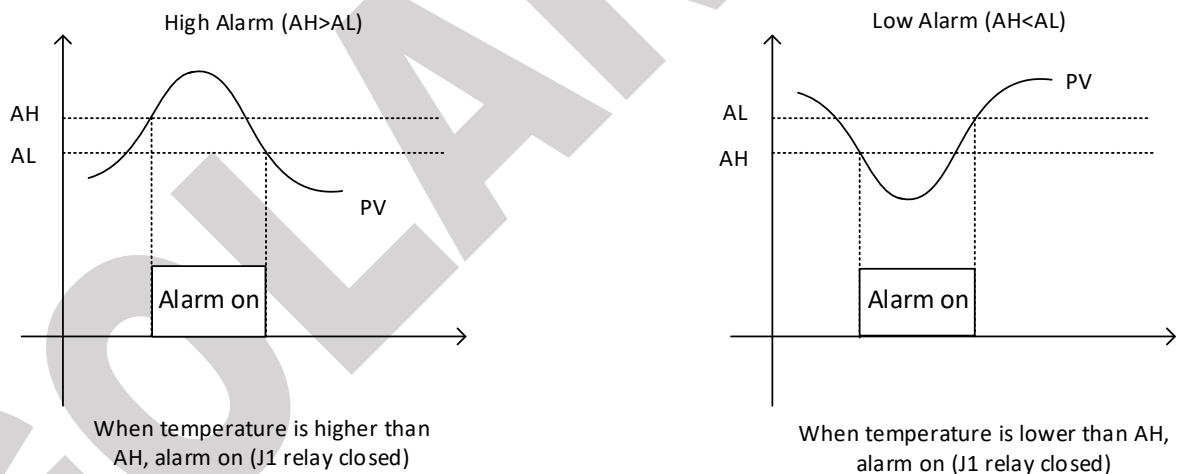 High Alarm (AH>AL)
AH
AL
PV
Alarm on
When temperature is higher than
AH, alarm on (J1 relay closed)
Low Alarm (AH<AL)
PV
AL
AH
Alarm on
When temperature is lower than AH,
alarm on (J1 relay closed)